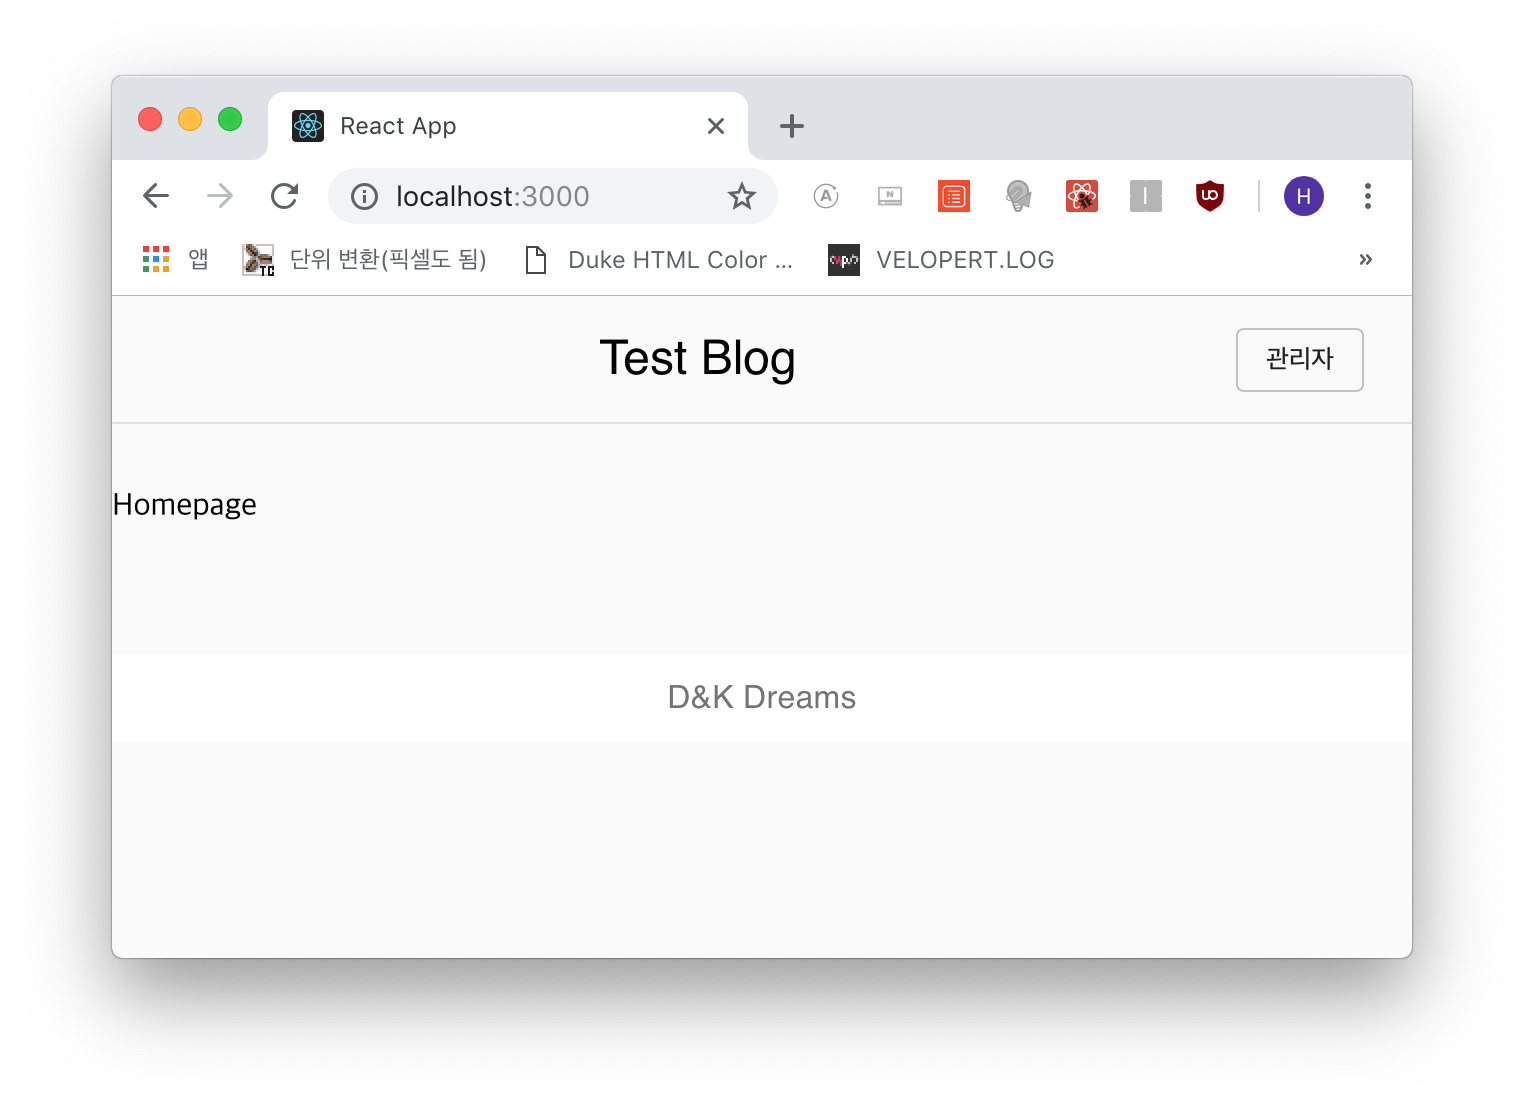 React App
localhost:3000
H
앱 단위 변환(픽셀도 됨) Duke HTML Color ... VELOPERT.LOG »
Test Blog
관리자
Homepage
D&K Dreams